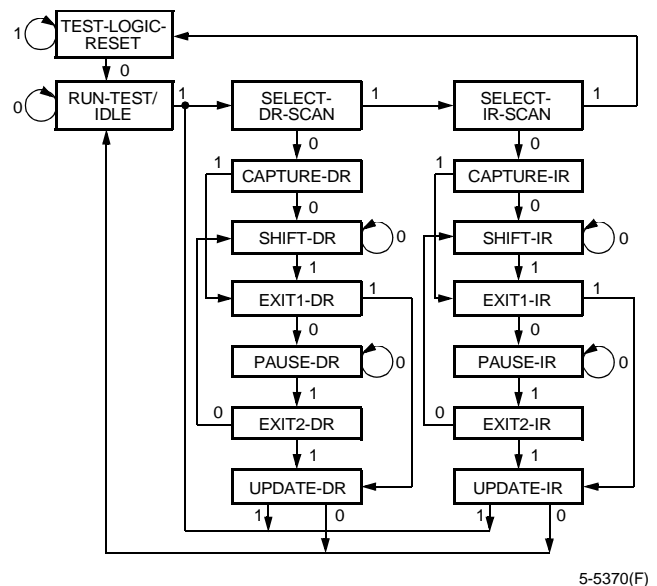 TEST-LOGIC-
RESET
1
0
RUN-TEST/
IDLE
0
1
SELECT-
DR-SCAN
1
SELECT-
IR-SCAN
1
0
0
1
CAPTURE-DR
1
CAPTURE-IR
0
0
SHIFT-DR
0
SHIFT-IR
0
1
1
EXIT1-DR
1
EXIT1-IR
1
0
0
PAUSE-DR
0
PAUSE-IR
0
1
1
0
EXIT2-DR
0
EXIT2-IR
1
1
UPDATE-DR
UPDATE-IR
1
0
1
0
5-5370(F)